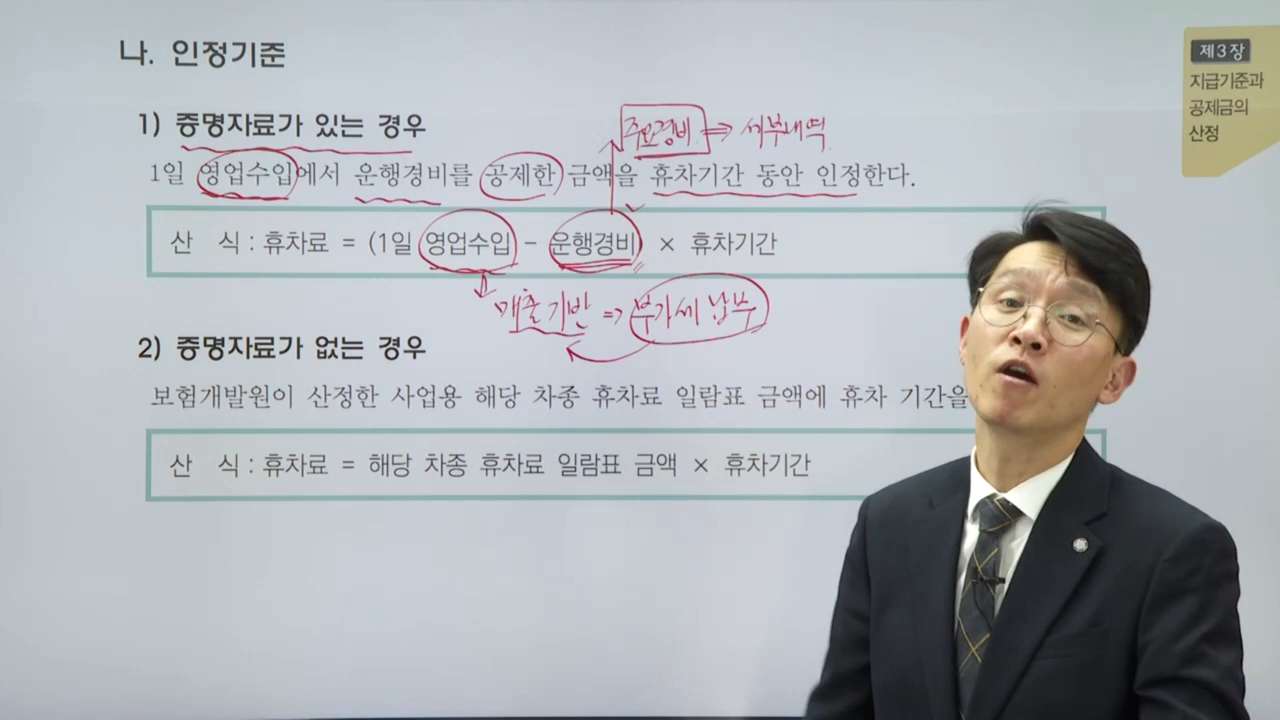 나. 인정기준
제3장
지급기준과
공제금의
산정
1) 증명자료가 있는 경우
주요경비 ⇒ 세부내역
1일 영업수입에서 운행경비를 공제한 금액을 휴차기간 동안 인정한다.
산 식 : 휴차료 = (1일 영업수입 - 운행경비) × 휴차기간
매출기반 ⇒ 부가세 납부
2) 증명자료가 없는 경우
보험개발원이 산정한 사업용 해당 차종 휴차료 일람표 금액에 휴차 기간을
산 식 : 휴차료 = 해당 차종 휴차료 일람표 금액 × 휴차기간